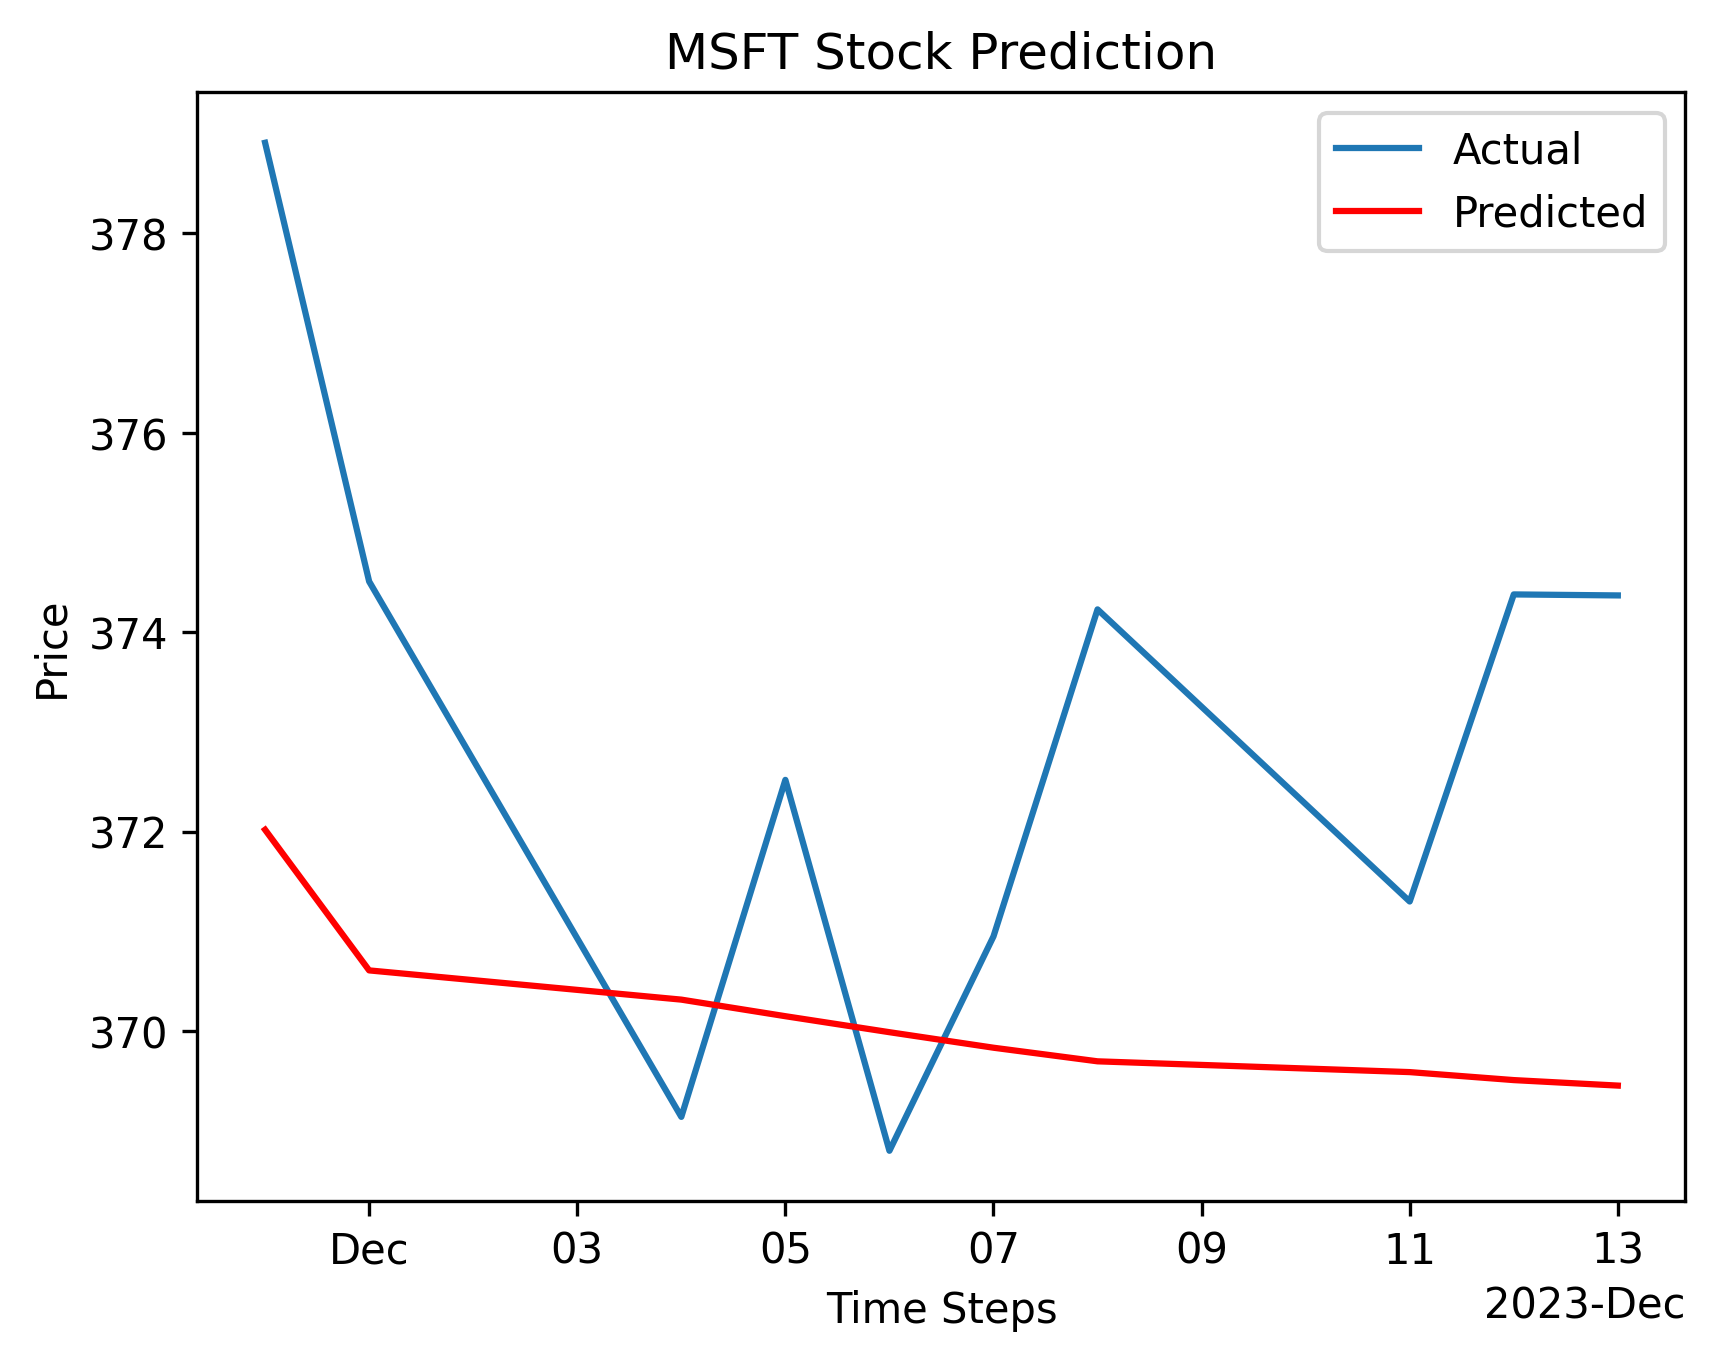 MSFT Stock Prediction
Actual
Predicted
378
376
374
372
370
Price
Dec 03 05 07 09 11 13
2023-Dec
Time Steps